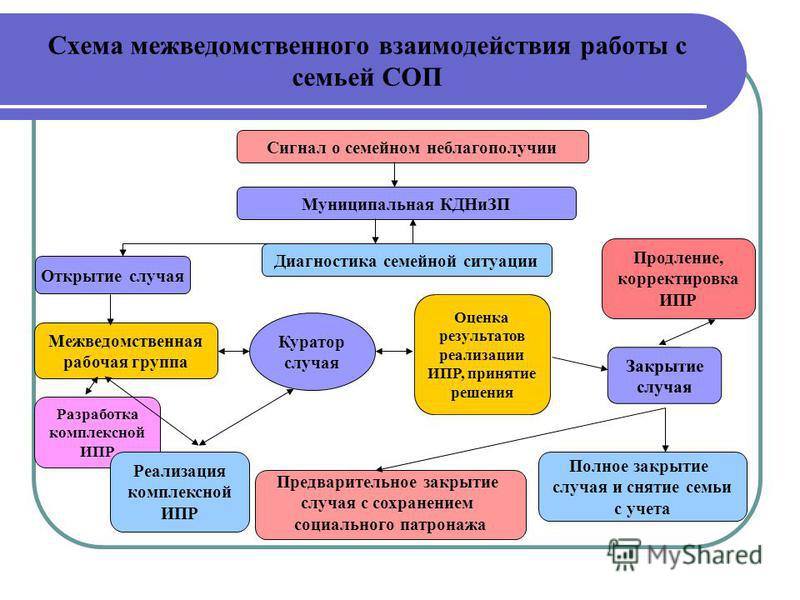 Схема межведомственного взаимодействия работы с
семьей СОП
Сигнал о семейном неблагополучии
Муниципальная КДНиЗП
Диагностика семейной ситуации
Открытие случая
Продление,
корректировка
ИПР
Межведомственная
рабочая группа
Куратор
случая
Оценка
результатов
реализации
ИПР, принятие
решения
Закрытие
случая
Разработка
комплексной
ИПР
Реализация
комплексной
ИПР
Предварительное закрытие
случая с сохранением
социального патронажа
Полное закрытие
случая и снятие семьи
с учета
MyShared